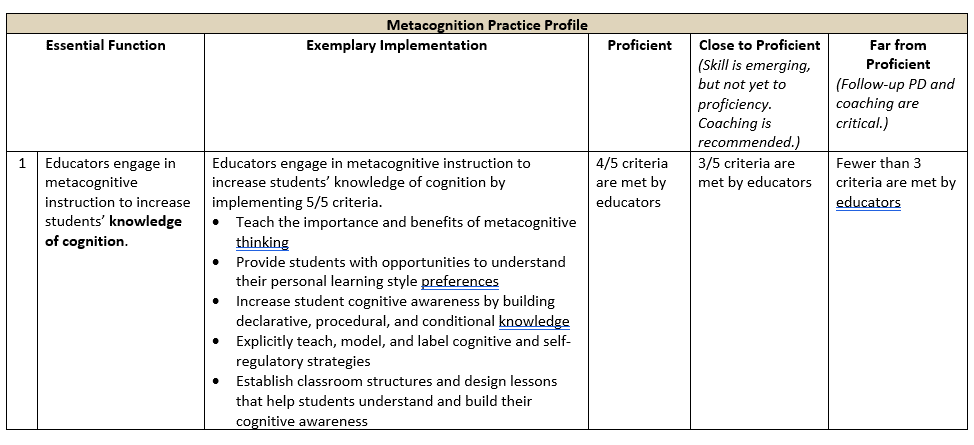 Metacognition Practice Profile
Essential Function
Exemplary Implementation
Proficient
Close to Proficient
(Skill is emerging,
but not yet to
proficiency.
Coaching is
recommended.)
Far from
Proficient
(Follow-up PD and
coaching are
critical.)
1
Educators engage in
metacognitive
instruction to increase
students’ knowledge
of cognition.
Educators engage in metacognitive instruction to
increase students’ knowledge of cognition by
implementing 5/5 criteria.
• Teach the importance and benefits of metacognitive
thinking
• Provide students with opportunities to understand
their personal learning style preferences
• Increase student cognitive awareness by building
declarative, procedural, and conditional knowledge
• Explicitly teach, model, and label cognitive and self-
regulatory strategies
• Establish classroom structures and design lessons
that help students understand and build their
cognitive awareness
4/5 criteria
are met by
educators
3/5 criteria are
met by educators
Fewer than 3
criteria are met by
educators